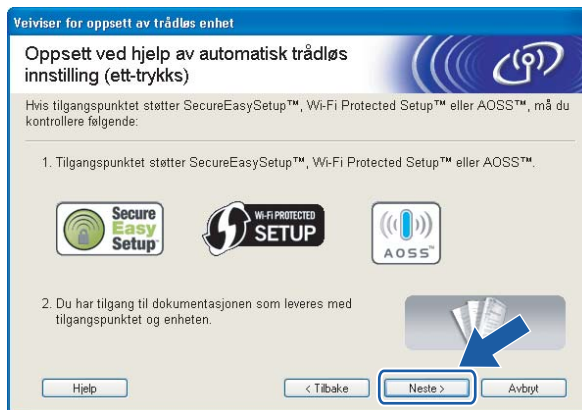 Veiviser for oppsett av trådløs enhet
Oppsett ved hjelp av automatisk trådløs
innstilling (ett-trykks)
Hvis tilgangspunktet støtter SecureEasySetup™, Wi-Fi Protected Setup™ eller AOSS™, må du
kontrollere følgende:
1. Tilgangspunktet støtter SecureEasySetup™, Wi-Fi Protected Setup™ eller AOSS™.
Secure
Easy
Setup™
WI-FI PROTECTED
SETUP
AOSS™
2. Du har tilgang til dokumentasjonen som leveres med
tilgangspunktet og enheten.
Hjelp
< Tilbake
Neste >
Avbryt